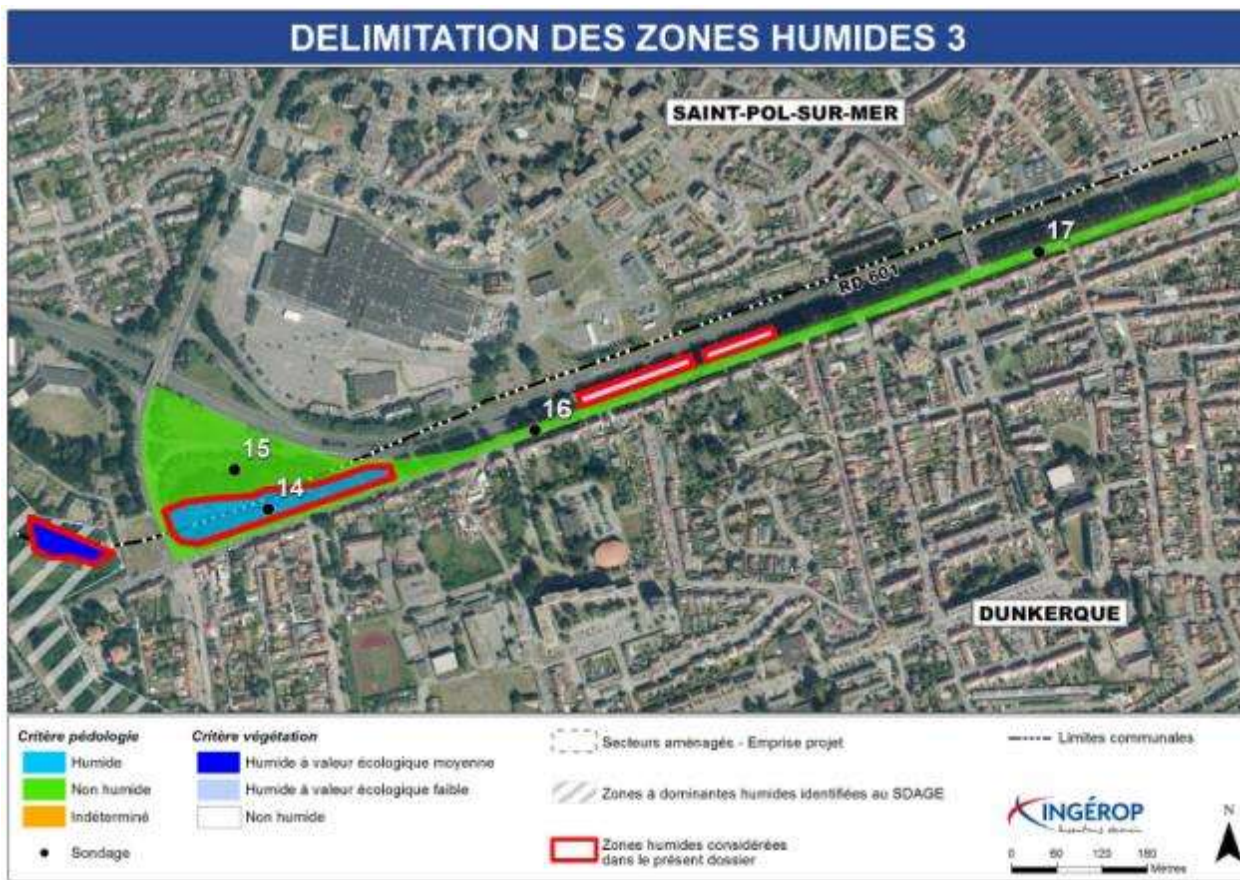 DELIMITATION DES ZONES HUMIDES 3
SAINT-POL-SUR-MER
17
RD 601
16
15
14
DUNKERQUE
Critère pédologie
Humide
Non humide
Indéterminé
Sondage
Critère végétation
Humide à valeur écologique moyenne
Humide à valeur écologique faible
Non humide
Secteurs aménagés - Emprise projet
Zones à dominantes humides identifiées au SDAGE
Zones humides considérées
dans le présent dossier
Limites communales
INGÉROP
N
0 60 120 180
Mètres